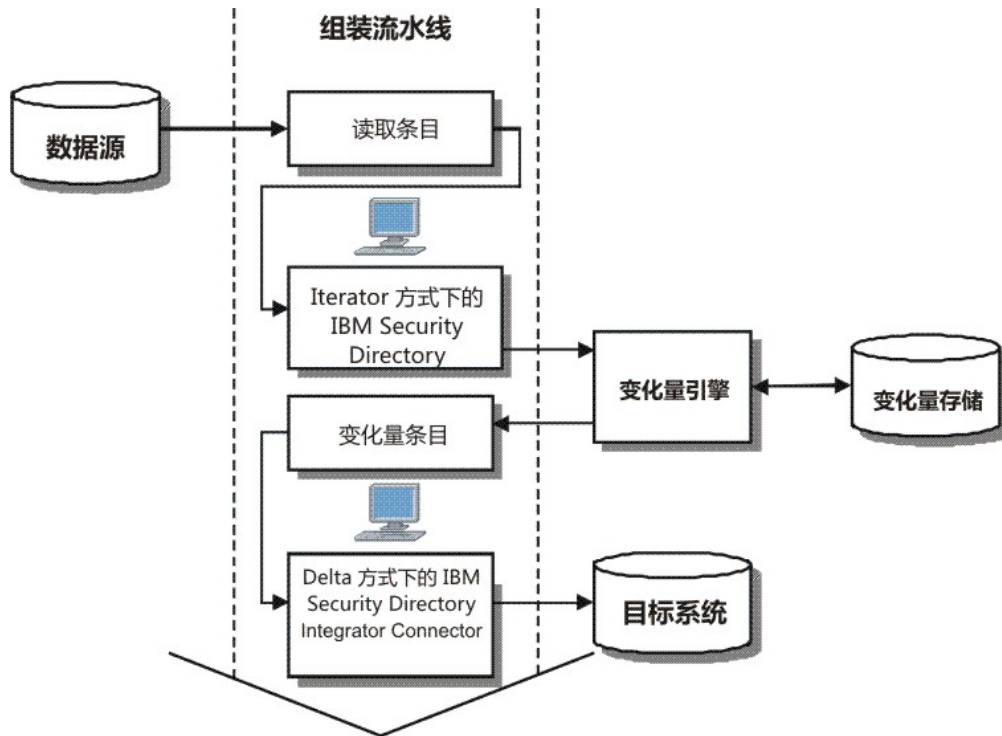 组装流水线
数据源
读取条目
Iterator 方式下的
IBM Security
Directory
变化量引擎
变化量存储
变化量条目
Delta 方式下的 IBM
Security Directory
Integrator Connector
目标系统